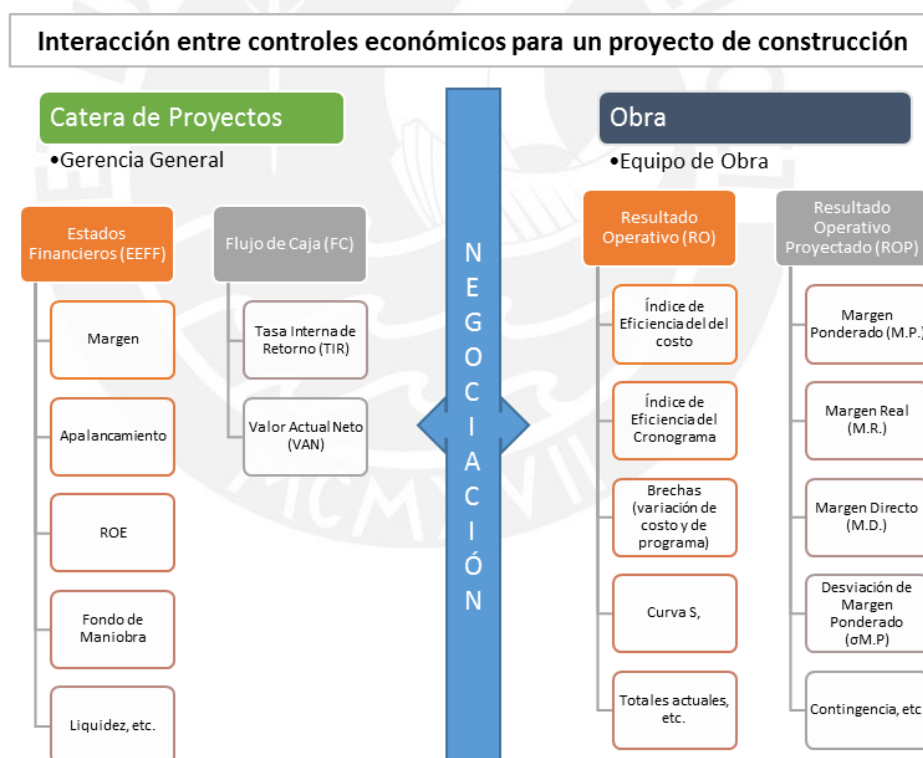 Interacción entre controles económicos para un proyecto de construcción
Catera de Proyectos
•Gerencia General
Estados
Financieros (EEFF)
Margen
Apalancamiento
ROE
Fondo de
Maniobra
Liquidez, etc.
Flujo de Caja (FC)
Tasa Interna de
Retorno (TIR)
Valor Actual Neto
(VAN)
NEGOCIACIÓN
Obra
•Equipo de Obra
Resultado
Operativo (RO)
Índice de
Eficiencia del del
costo
Índice de
Eficiencia del
Cronograma
Brechas
(variación de
costo y de
programa)
Curva S,
Totales actuales,
etc.
Resultado
Operativo
Proyectado (ROP)
Margen
Ponderado (M.P.)
Margen Real
(M.R.)
Margen Directo
(M.D.)
Desviación de
Margen
Ponderado
(σM.P)
Contingencia, etc
MCMXVII